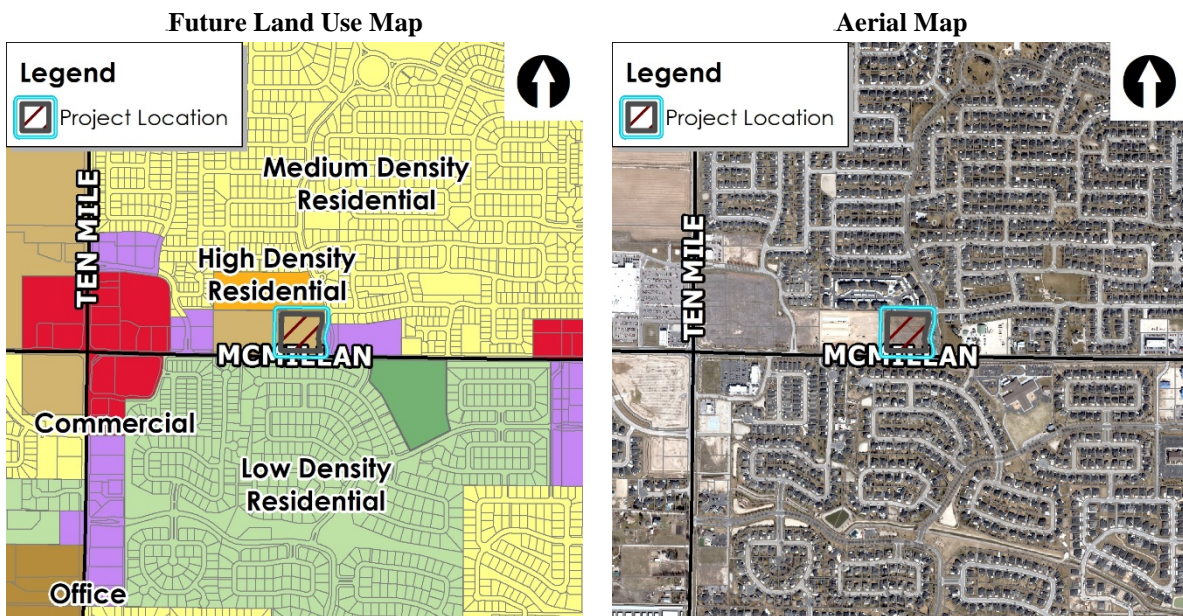 Future Land Use Map
Legend
Project Location
Medium Density
Residential
TEN MILE
High Density
Residential
MCMILLAN
Commercial
Low Density
Residential
Office
Aerial Map
Legend
Project Location
TEN MILE
MCMILLAN